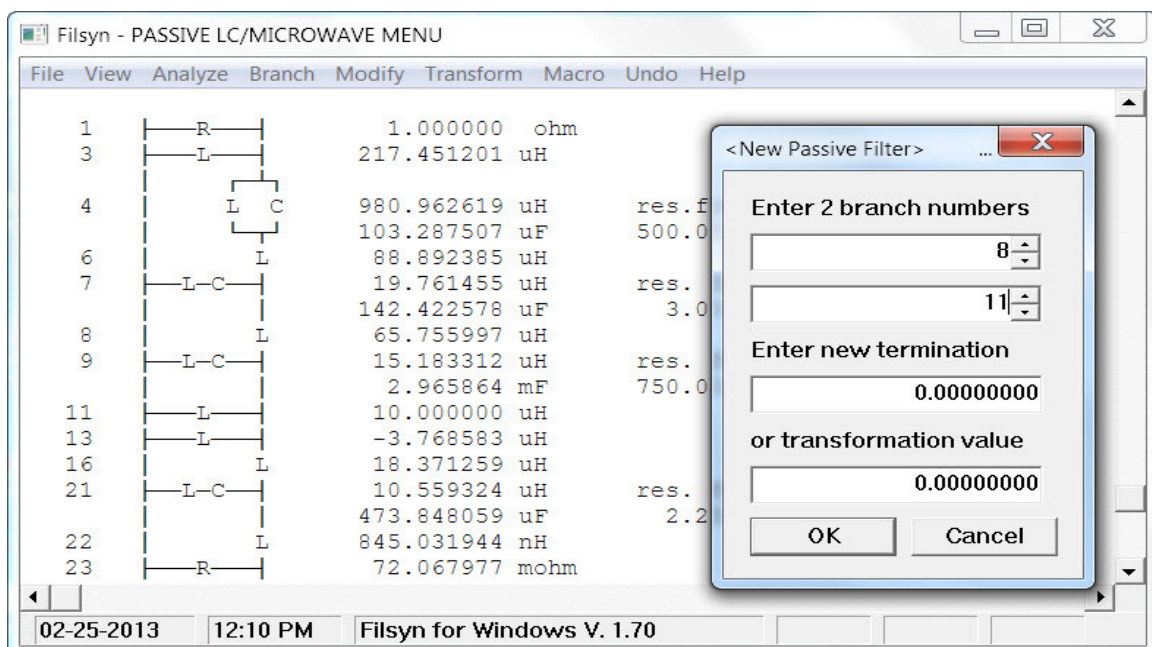 Filsyn - PASSIVE LC/MICROWAVE MENU
File View Analyze Branch Modify Transform Macro Undo Help
1 R 1.000000 ohm
3 L 217.451201 uH
4 L C 980.962619 uH res.f
103.287507 uF 500.0
6 L 88.892385 uH
7 L-C 19.761455 uH res.
142.422578 uF 3.0
8 L 65.755997 uH
9 L-C 15.183312 uH res.
2.965864 mF 750.0
11 L 10.000000 uH
13 L -3.768583 uH
16 L 18.371259 uH
21 L-C 10.559324 uH res.
473.848059 uF 2.2
22 L 845.031944 nH
23 R 72.067977 mohm
<New Passive Filter> ...
Enter 2 branch numbers
8
11
Enter new termination
0.00000000
or transformation value
0.00000000
OK Cancel
02-25-2013 12:10 PM Filsyn for Windows V. 1.70